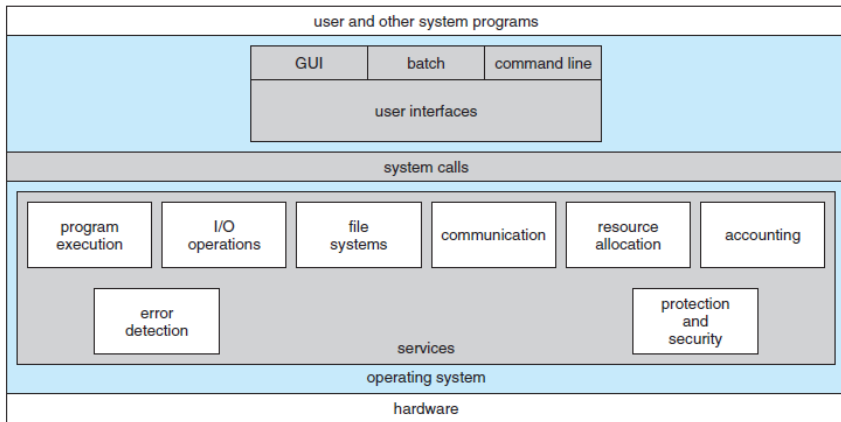 user and other system programs
GUI
batch
command line
user interfaces
system calls
program
execution
I/O
operations
file
systems
communication
resource
allocation
accounting
error
detection
protection
and
security
services
operating system
hardware